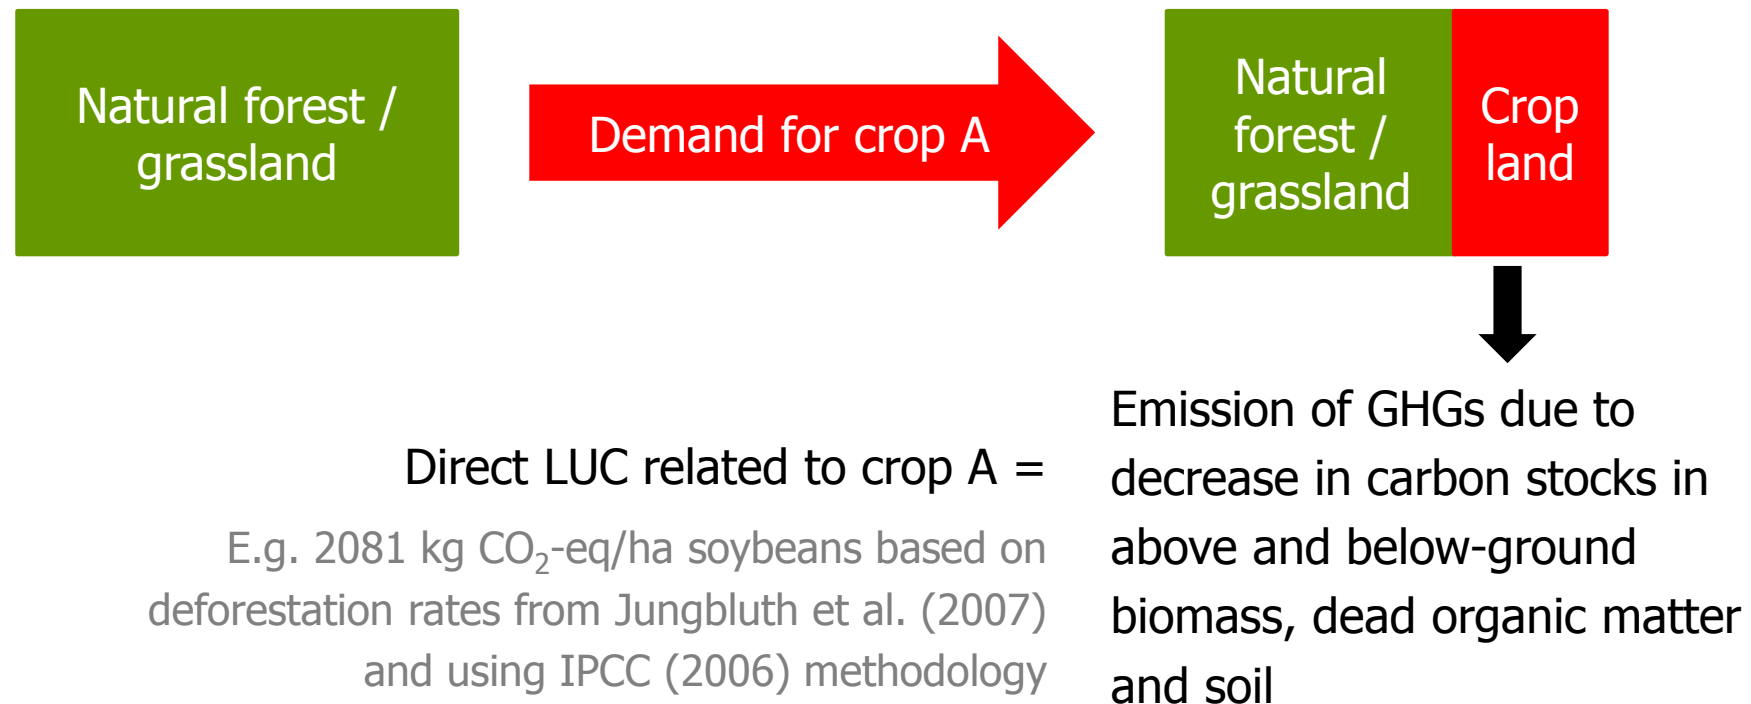 Natural forest /
grassland
Demand for crop A
Natural
forest /
grassland
Crop
land
Direct LUC related to crop A =
E.g. 2081 kg CO₂-eq/ha soybeans based on
deforestation rates from Jungbluth et al. (2007)
and using IPCC (2006) methodology
Emission of GHGs due to
decrease in carbon stocks in
above and below-ground
biomass, dead organic matter
and soil